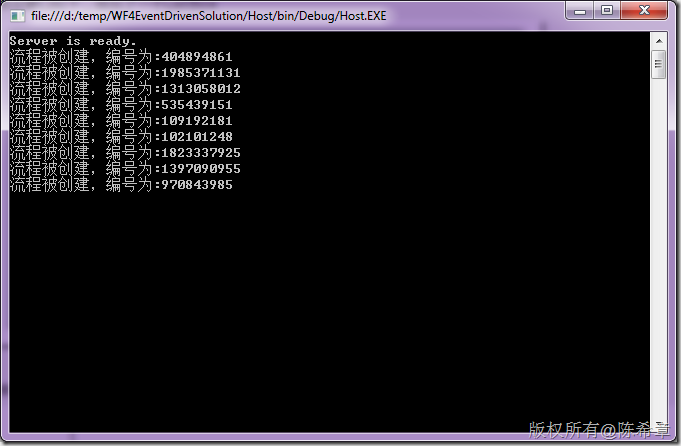 file:///d:/temp/WF4EventDrivenSolution/Host/bin/Debug/Host.EXE
Server is ready.
流程被创建，编号为:404894861
流程被创建，编号为:1985371131
流程被创建，编号为:1313058012
流程被创建，编号为:535439151
流程被创建，编号为:109192181
流程被创建，编号为:102101248
流程被创建，编号为:1823337925
流程被创建，编号为:1397090955
流程被创建，编号为:970843985
版权所有@陈希章